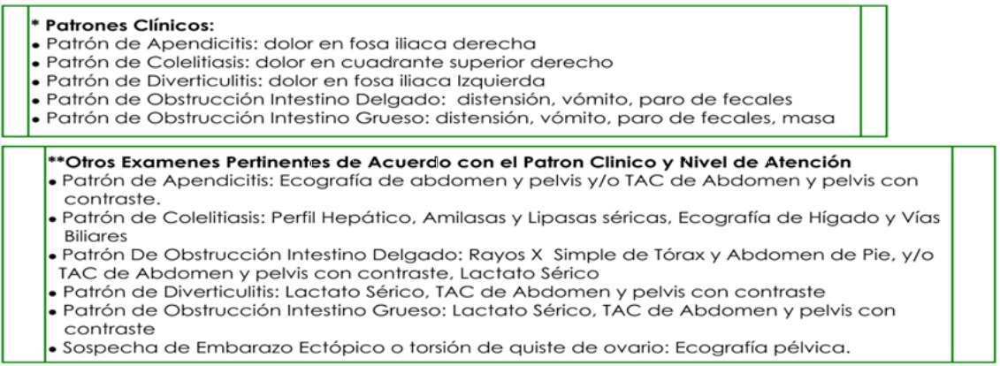 * Patrones Clínicos:
• Patrón de Apendicitis: dolor en fosa iliaca derecha
• Patrón de Colelitiasis: dolor en cuadrante superior derecho
• Patrón de Diverticulitis: dolor en fosa iliaca Izquierda
• Patrón de Obstrucción Intestino Delgado: distensión, vómito, paro de fecales
• Patrón de Obstrucción Intestino Grueso: distensión, vómito, paro de fecales, masa
**Otros Examenes Pertinentes de Acuerdo con el Patron Clinico y Nivel de Atención
• Patrón de Apendicitis: Ecografía de abdomen y pelvis y/o TAC de Abdomen y pelvis con
contraste.
• Patrón de Colelitiasis: Perfil Hepático, Amilasas y Lipasas séricas, Ecografía de Hígado y Vías
Biliares
• Patrón De Obstrucción Intestino Delgado: Rayos X Simple de Tórax y Abdomen de Pie, y/o
TAC de Abdomen y pelvis con contraste, Lactato Sérico
• Patrón de Diverticulitis: Lactato Sérico, TAC de Abdomen y pelvis con contraste
• Patrón de Obstrucción Intestino Grueso: Lactato Sérico, TAC de Abdomen y pelvis con
contraste
• Sospecha de Embarazo Ectópico o torsión de quiste de ovario: Ecografía pélvica.